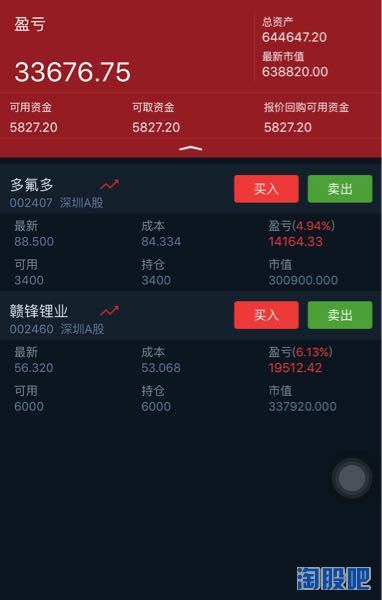 盈亏
33676.75
总资产
644647.20
最新市值
638820.00
可用资金 可取资金 报价回购可用资金
5827.20 5827.20 5827.20
多氟多 买入 卖出
002407 深圳A股
最新 成本 盈亏(4.94%)
88.500 84.334 14164.33
可用 持仓 市值
3400 3400 300900.000
赣锋锂业 买入 卖出
002460 深圳A股
最新 成本 盈亏(6.13%)
56.320 53.068 19512.42
可用 持仓 市值
6000 6000 337920.000
淘股吧